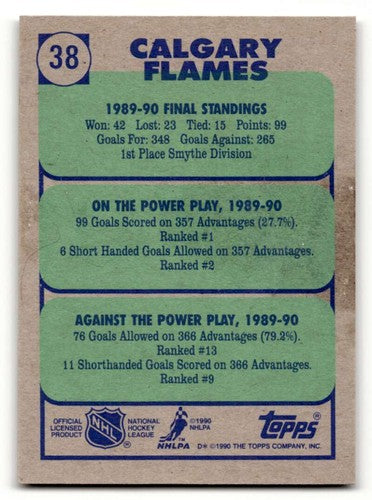 38
CALGARY
FLAMES
1989-90 FINAL STANDINGS
Won: 42 Lost: 23 Tied: 15 Points: 99
Goals For: 348 Goals Against: 265
1st Place Smythe Division
ON THE POWER PLAY, 1989-90
99 Goals Scored on 357 Advantages (27.7%).
Ranked #1
6 Short Handed Goals Allowed on 357 Advantages.
Ranked #2
AGAINST THE POWER PLAY, 1989-90
76 Goals Allowed on 366 Advantages (79.2%).
Ranked #13
11 Shorthanded Goals Scored on 366 Advantages.
Ranked #9
OFFICIAL
LICENSED
PRODUCT
NHL
NATIONAL
HOCKEY
LEAGUE
©1990
NHLPA
NHLPA™
TOPPS®
D* ©1990 THE TOPPS COMPANY, INC.